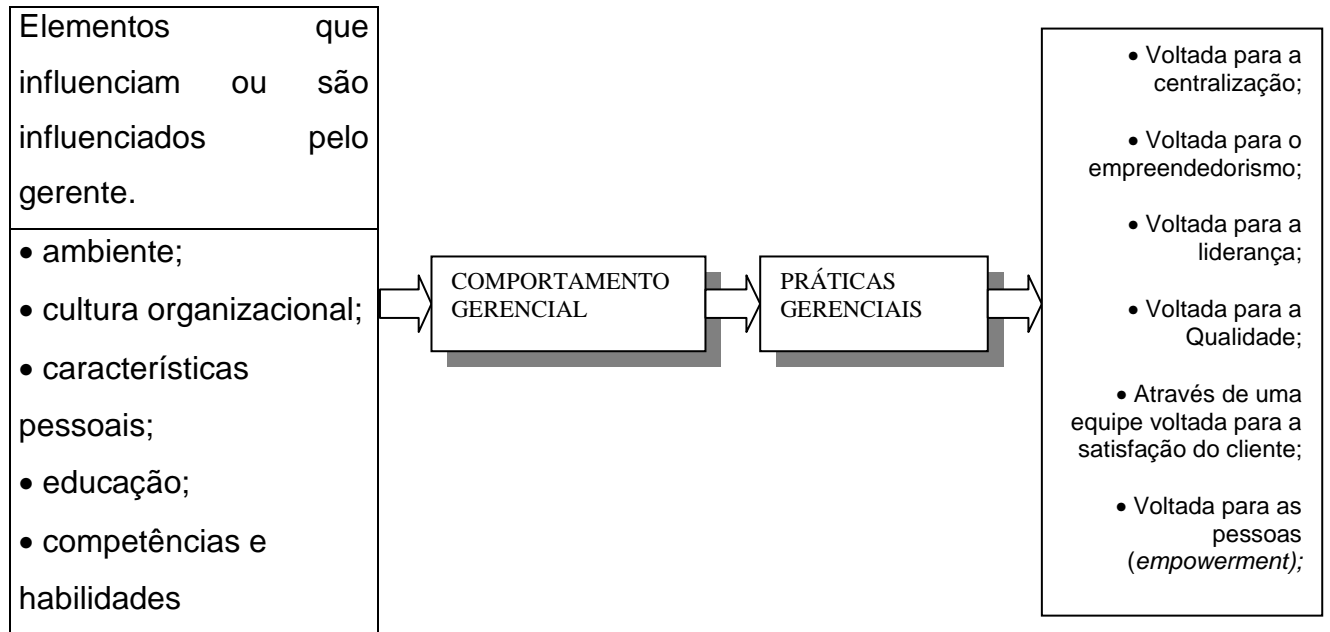 Elementos que
influenciam ou são
influenciados pelo
gerente.
• ambiente;
• cultura organizacional;
• características
pessoais;
• educação;
• competências e
habilidades
COMPORTAMENTO
GERENCIAL
PRÁTICAS
GERENCIAIS
• Voltada para a
centralização;
• Voltada para o
empreendedorismo;
• Voltada para a
liderança;
• Voltada para a
Qualidade;
• Através de uma
equipe voltada para a
satisfação do cliente;
• Voltada para as
pessoas
(empowerment);